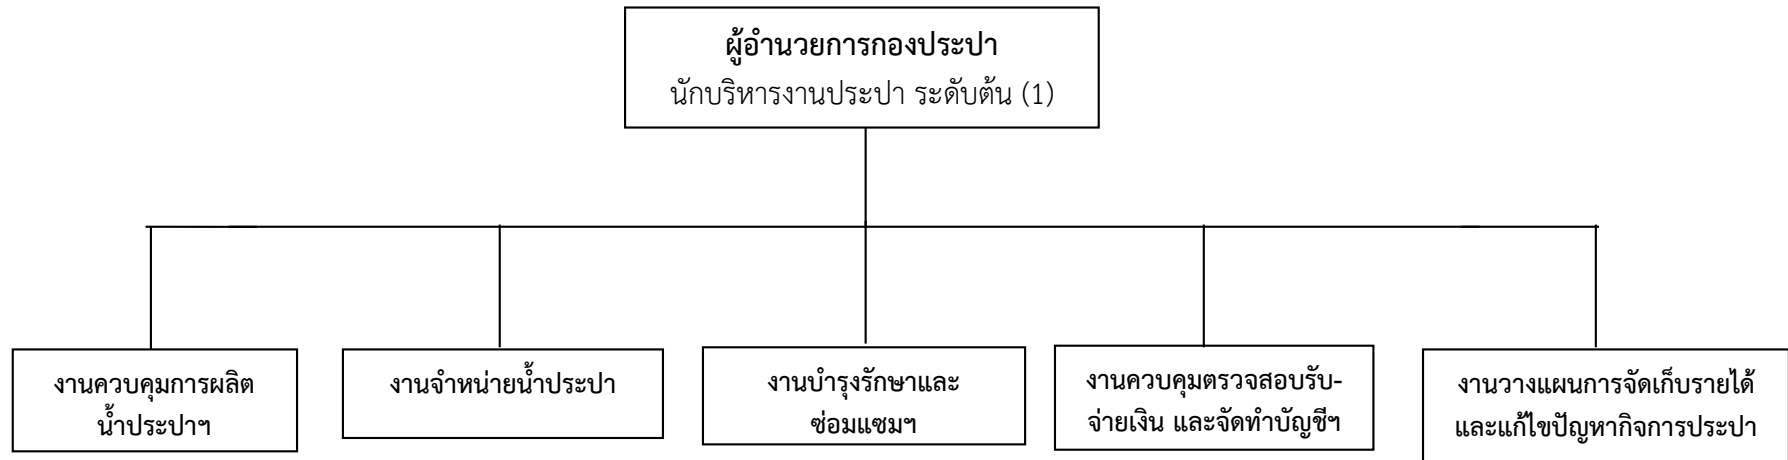 ผู้อำนวยการกองประปา
นักบริหารงานประปา ระดับต้น (1)
งานควบคุมการผลิต
น้ำประปาฯ
งานจำหน่ายน้ำประปา
งานบำรุงรักษาและ
ซ่อมแซมฯ
งานควบคุมตรวจสอบรับ-
จ่ายเงิน และจัดทำบัญชีฯ
งานวางแผนการจัดเก็บรายได้
และแก้ไขปัญหากิจการประปา